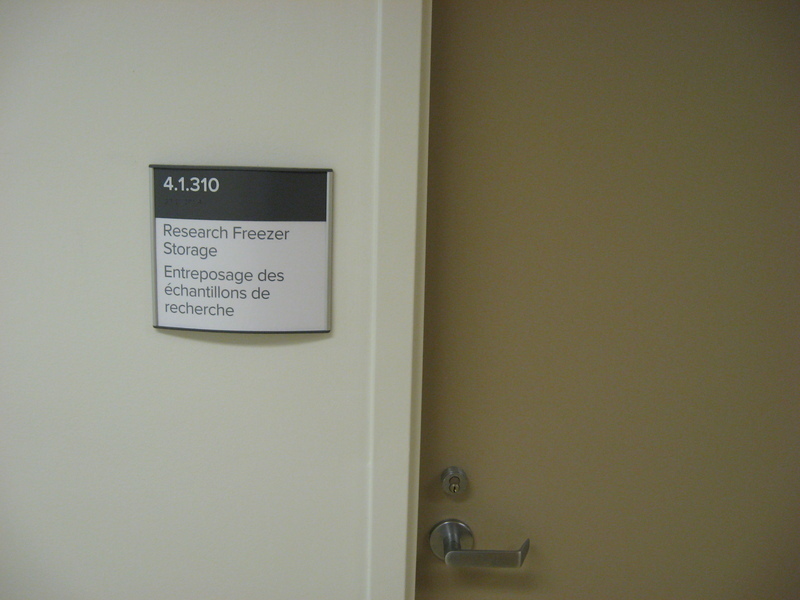 4.1.310
Research Freezer
Storage
Entreposage des
échantillons de
recherche